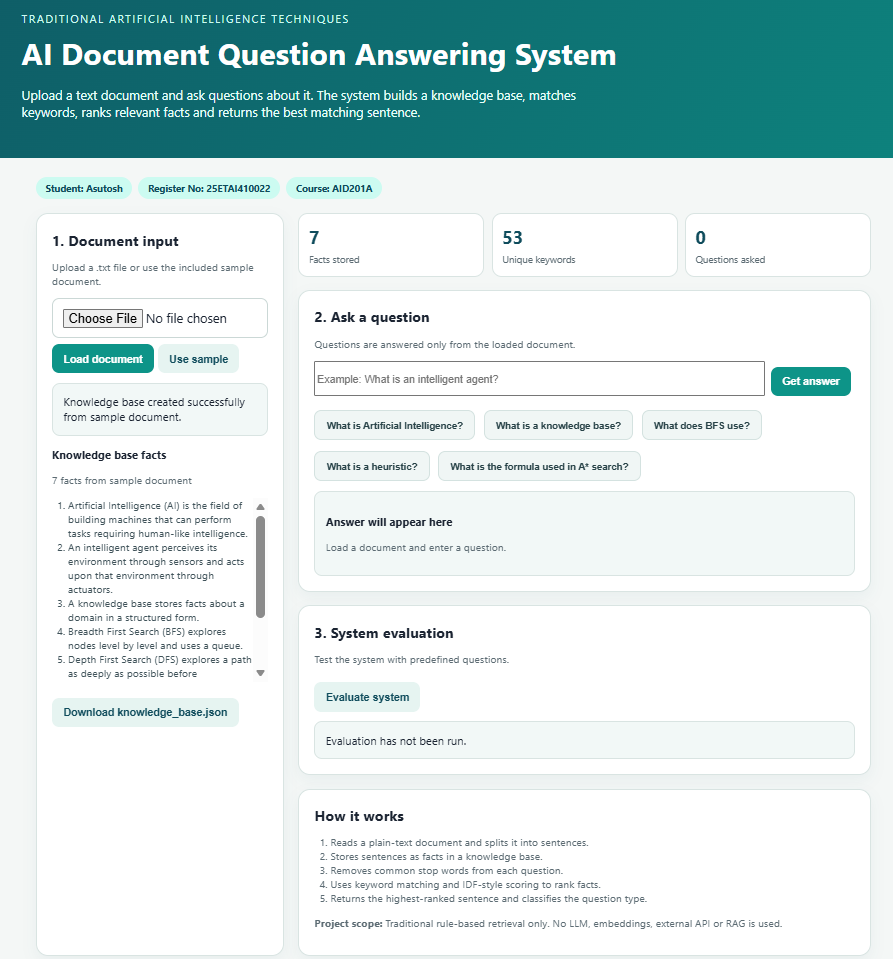 TRADITIONAL ARTIFICIAL INTELLIGENCE TECHNIQUES
AI Document Question Answering System
Upload a text document and ask questions about it. The system builds a knowledge base, matches
keywords, ranks relevant facts and returns the best matching sentence.
Student: Asutosh
Register No: 25ETAI410022
Course: AID201A
1. Document input
Upload a .txt file or use the included sample
document.
Choose File No file chosen
Load document
Use sample
Knowledge base created successfully
from sample document.
Knowledge base facts
7 facts from sample document
1. Artificial Intelligence (AI) is the field of
building machines that can perform
tasks requiring human-like intelligence.
2. An intelligent agent perceives its
environment through sensors and acts
upon that environment through
actuators.
3. A knowledge base stores facts about a
domain in a structured form.
4. Breadth First Search (BFS) explores
nodes level by level and uses a queue.
5. Depth First Search (DFS) explores a path
as deeply as possible before
Download knowledge_base.json
7
Facts stored
53
Unique keywords
0
Questions asked
2. Ask a question
Questions are answered only from the loaded document.
Example: What is an intelligent agent?
Get answer
What is Artificial Intelligence?
What is a knowledge base?
What does BFS use?
What is a heuristic?
What is the formula used in A* search?
Answer will appear here
Load a document and enter a question.
3. System evaluation
Test the system with predefined questions.
Evaluate system
Evaluation has not been run.
How it works
1. Reads a plain-text document and splits it into sentences.
2. Stores sentences as facts in a knowledge base.
3. Removes common stop words from each question.
4. Uses keyword matching and IDF-style scoring to rank facts.
5. Returns the highest-ranked sentence and classifies the question type.
Project scope: Traditional rule-based retrieval only. No LLM, embeddings, external API or RAG is used.